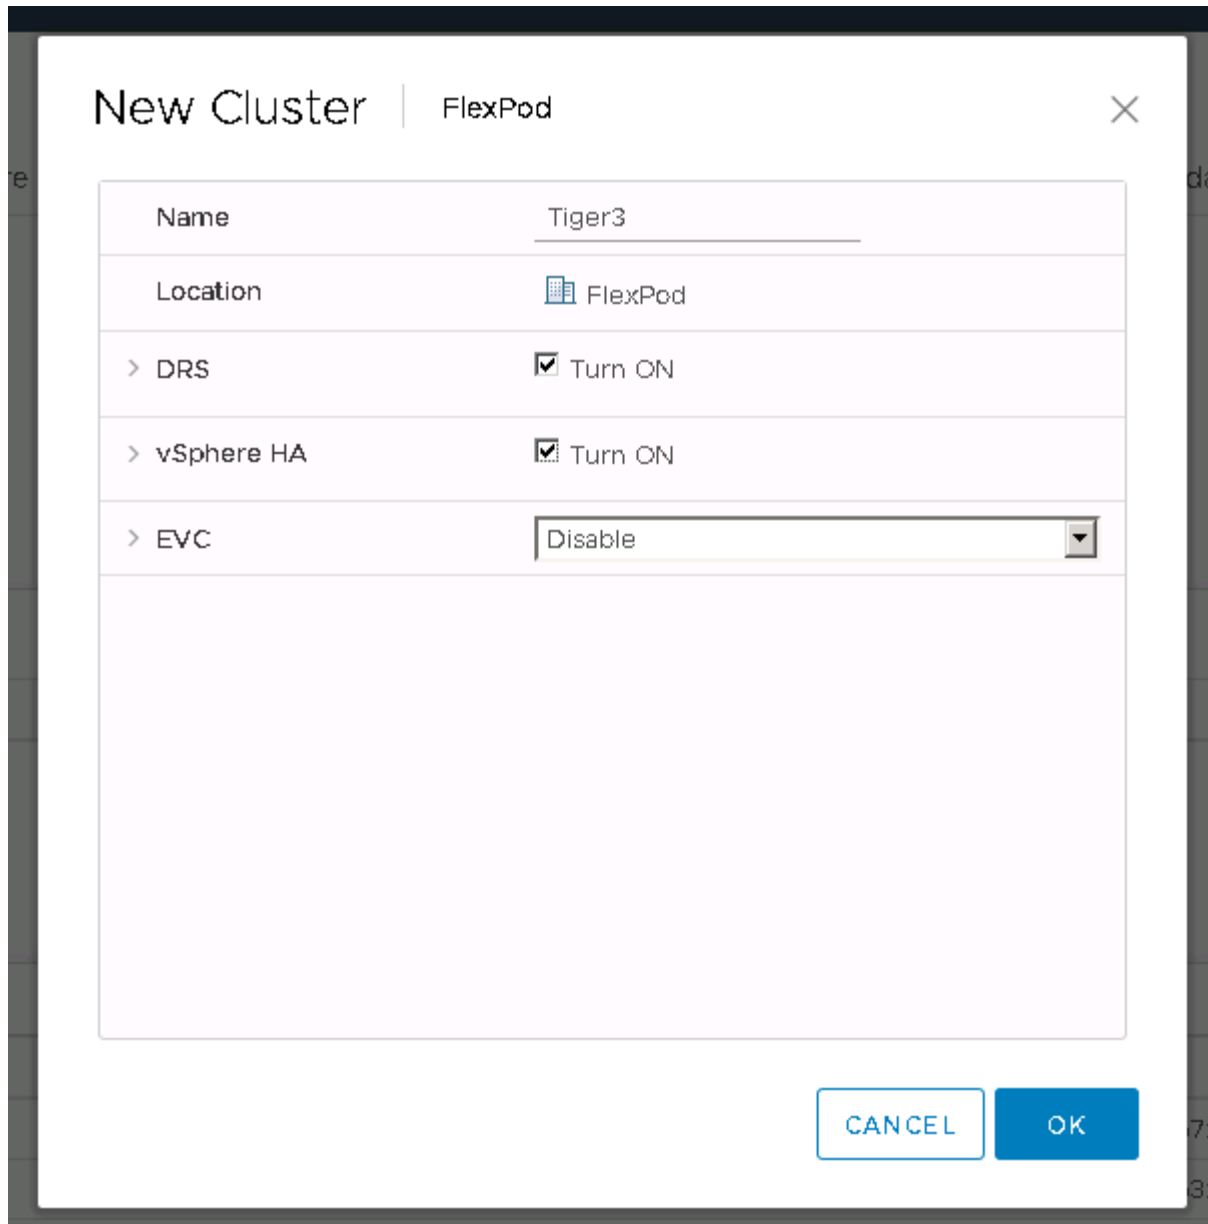 New Cluster FlexPod
Name Tiger3
Location FlexPod
DRS Turn ON
vSphere HA Turn ON
EVC Disable
CANCEL OK